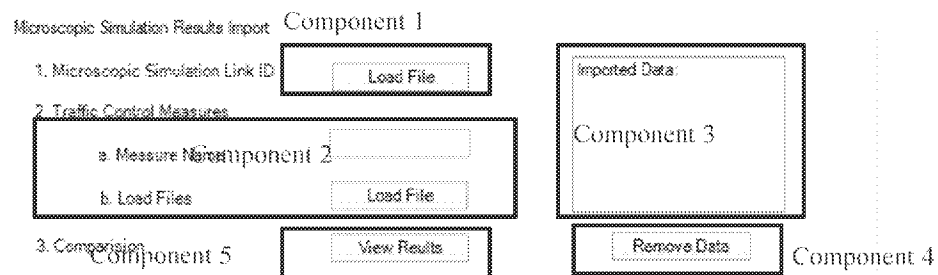 Microscopic Simulation Results Import
Component 1
1. Microscopic Simulation Link ID
Load File
Imported Data:
2. Traffic Control Measures
Component 3
a. Measure Name
Component 2
b. Load Files
Load File
3. Comparision
Component 5
View Reults
Remove Data
Component 4